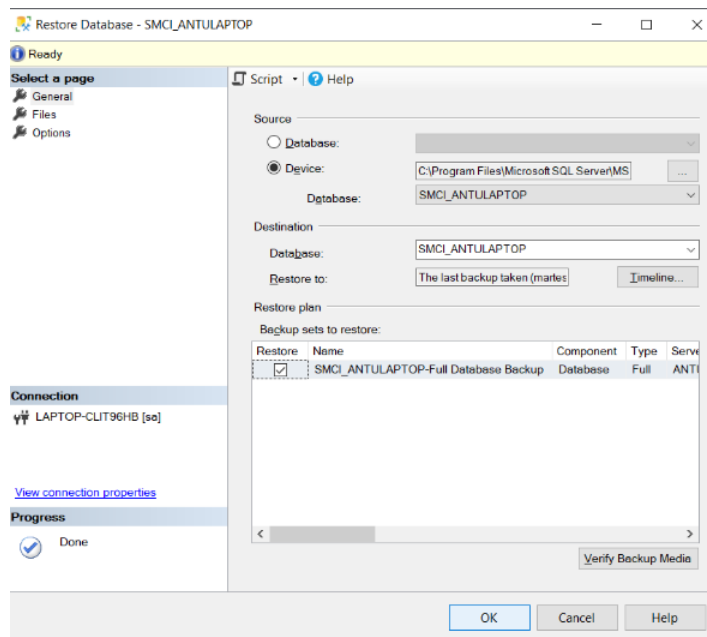 Restore Database - SMCI_ANTULAPTOP
Ready
Select a page
General
Files
Options
Script
Help
Source
Database:
Device:
C:\Program Files\Microsoft SQL Server\MS
...
Database:
SMCI_ANTULAPTOP
Destination
Database:
SMCI_ANTULAPTOP
Restore to:
The last backup taken (martes
Timeline...
Restore plan
Backup sets to restore:
Restore Name Component Type Serve
SMCI_ANTULAPTOP-Full Database Backup Database Full ANTI
Connection
LAPTOP-CLIT96HB [sa]
View connection properties
Progress
Done
Verify Backup Media
OK Cancel Help